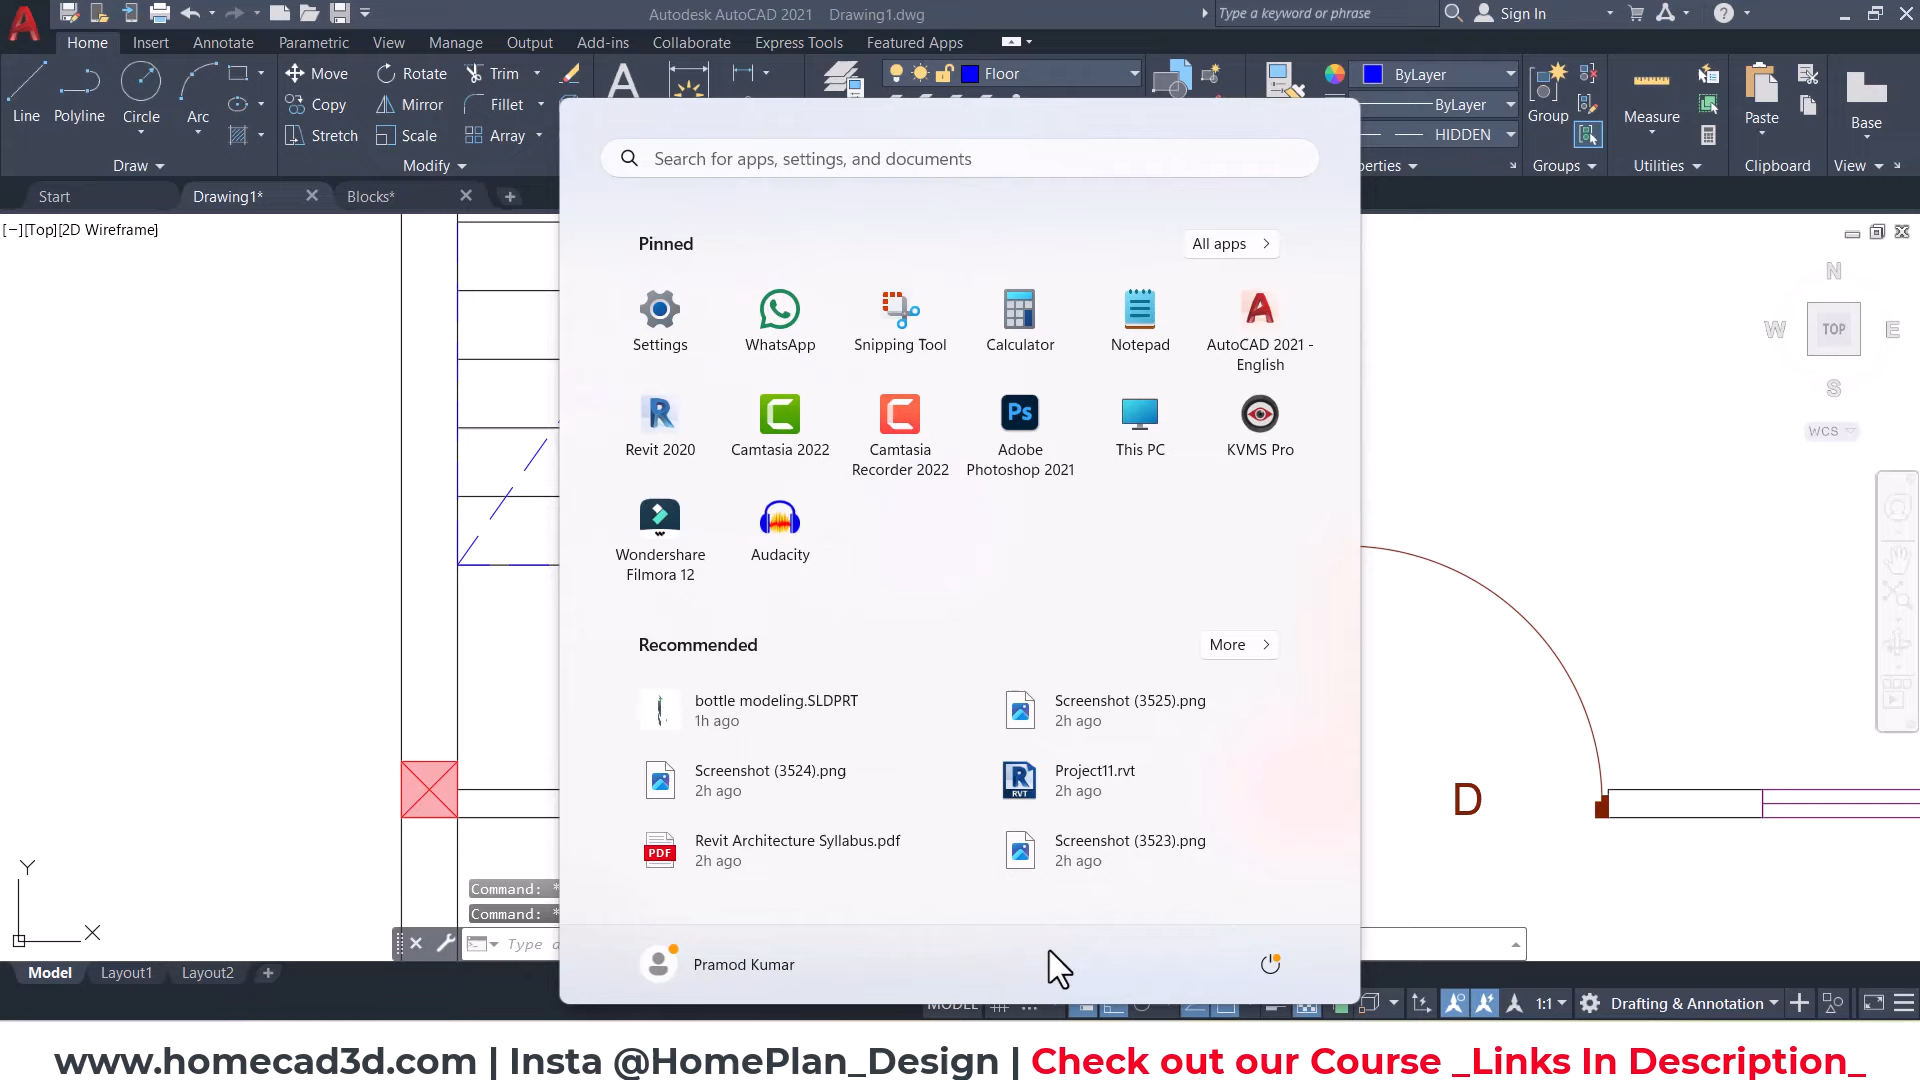 Autodesk AutoCAD 2021 Drawing1.dwg
Type a keyword or phrase
Sign In
Home Insert Annotate Parametric View Manage Output Add-ins Collaborate Express Tools Featured Apps
Line
Polyline
Circle
Arc
Move
Rotate
Trim
Copy
Mirror
Fillet
Stretch
Scale
Array
Draw
Modify
Floor
ByLayer
ByLayer
HIDDEN
perties
Group
Groups
Measure
Utilities
Paste
Clipboard
Base
View
Start
Drawing1*
Blocks*
[−][Top][2D Wireframe]
N
W
TOP
E
S
WCS
Search for apps, settings, and documents
Pinned
All apps
Settings
WhatsApp
Snipping Tool
Calculator
Notepad
AutoCAD 2021 -
English
Revit 2020
Camtasia 2022
Camtasia
Recorder 2022
Adobe
Photoshop 2021
This PC
KVMS Pro
Wondershare
Filmora 12
Audacity
Recommended
More
bottle modeling.SLDPRT
1h ago
Screenshot (3525).png
2h ago
Screenshot (3524).png
2h ago
Project11.rvt
2h ago
Revit Architecture Syllabus.pdf
2h ago
Screenshot (3523).png
2h ago
Pramod Kumar
D
Y
X
Command: *
Command: *
Type a
Model
Layout1
Layout2
MODEL
1:1
Drafting & Annotation
www.homecad3d.com | Insta @HomePlan_Design | Check out our Course _Links In Description_